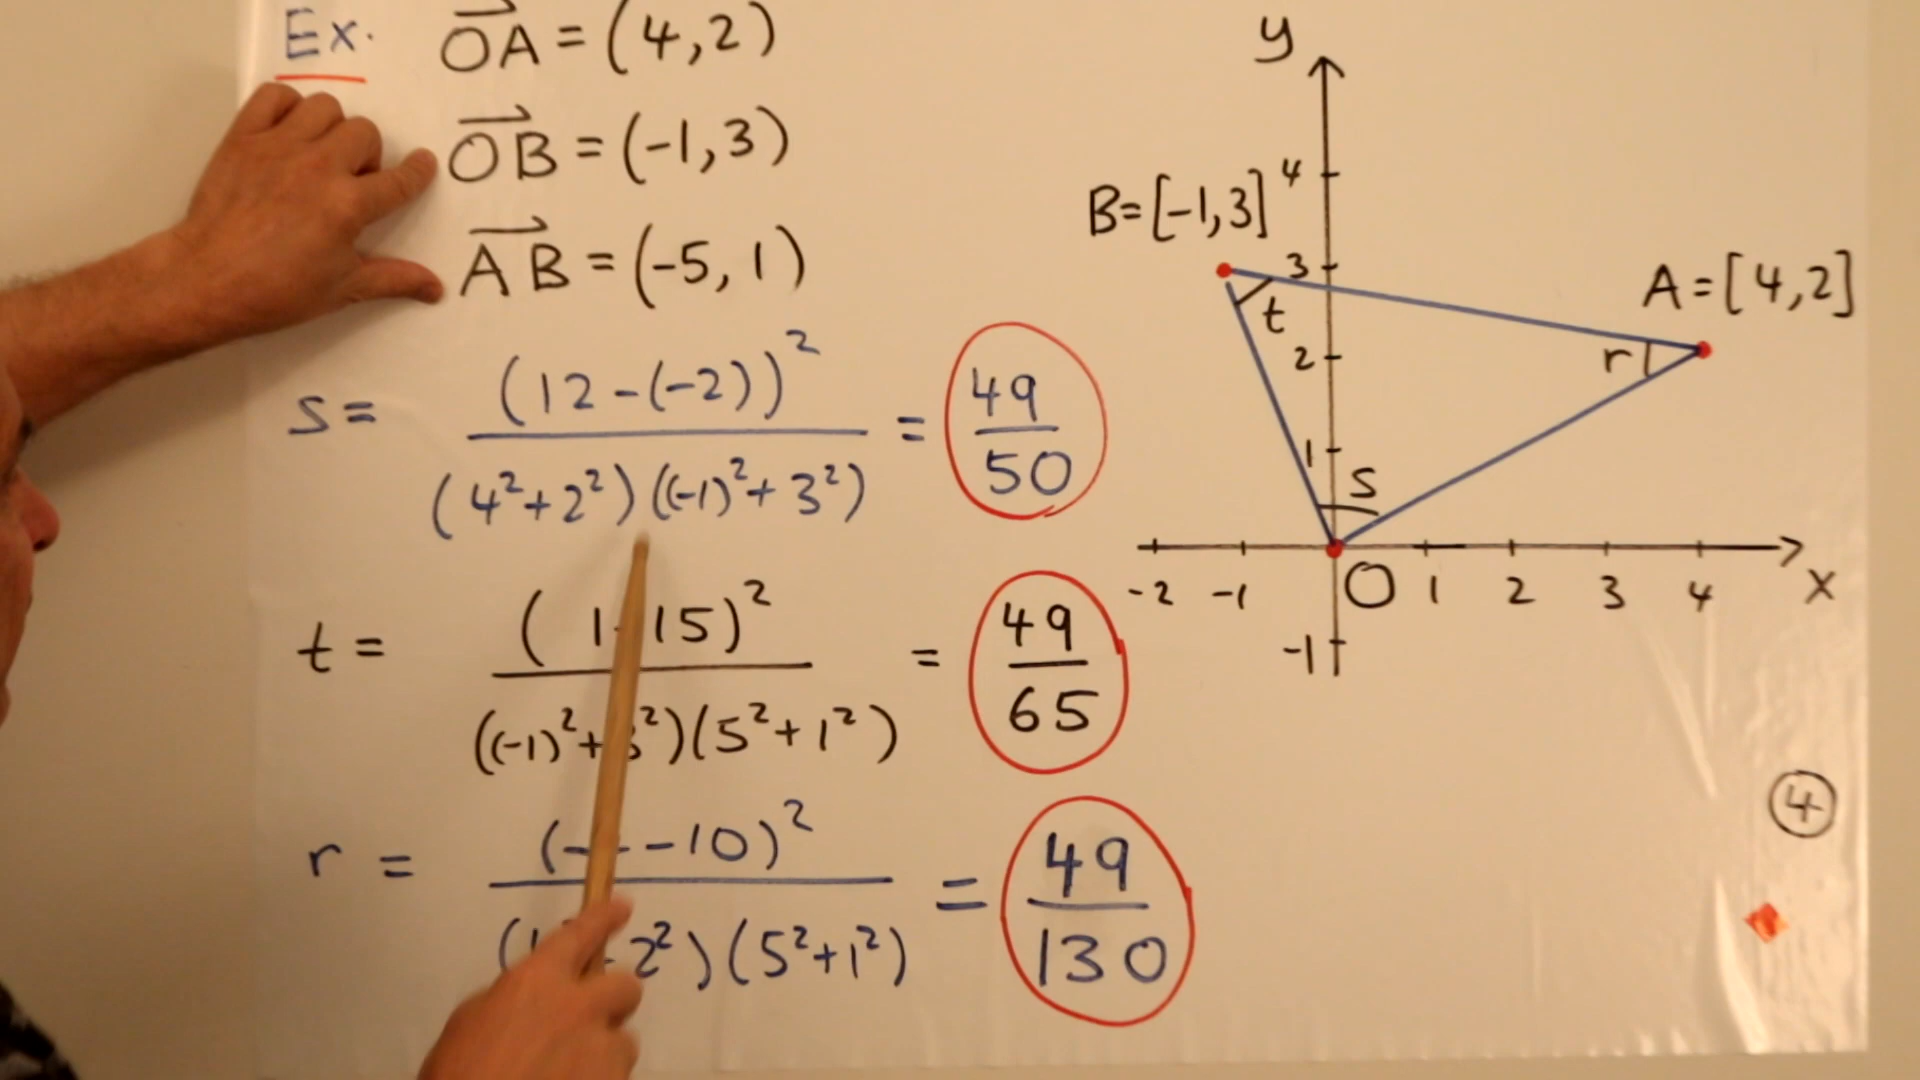 Ex. OA = (4,2)
OB = (-1,3)
AB = (-5,1)
s = (12-(-2))² / (4²+2²)((-1)²+3²) = 49/50
t = ( 1 15)² / ((-1)²+ ²)(5²+1²) = 49/65
r = (- -10)² / ( 2²)(5²+1²) = 49/130
y
4
B=[-1,3]
3
A=[4,2]
t
2
r
1
s
-2 -1 O 1 2 3 4 x
-1
4